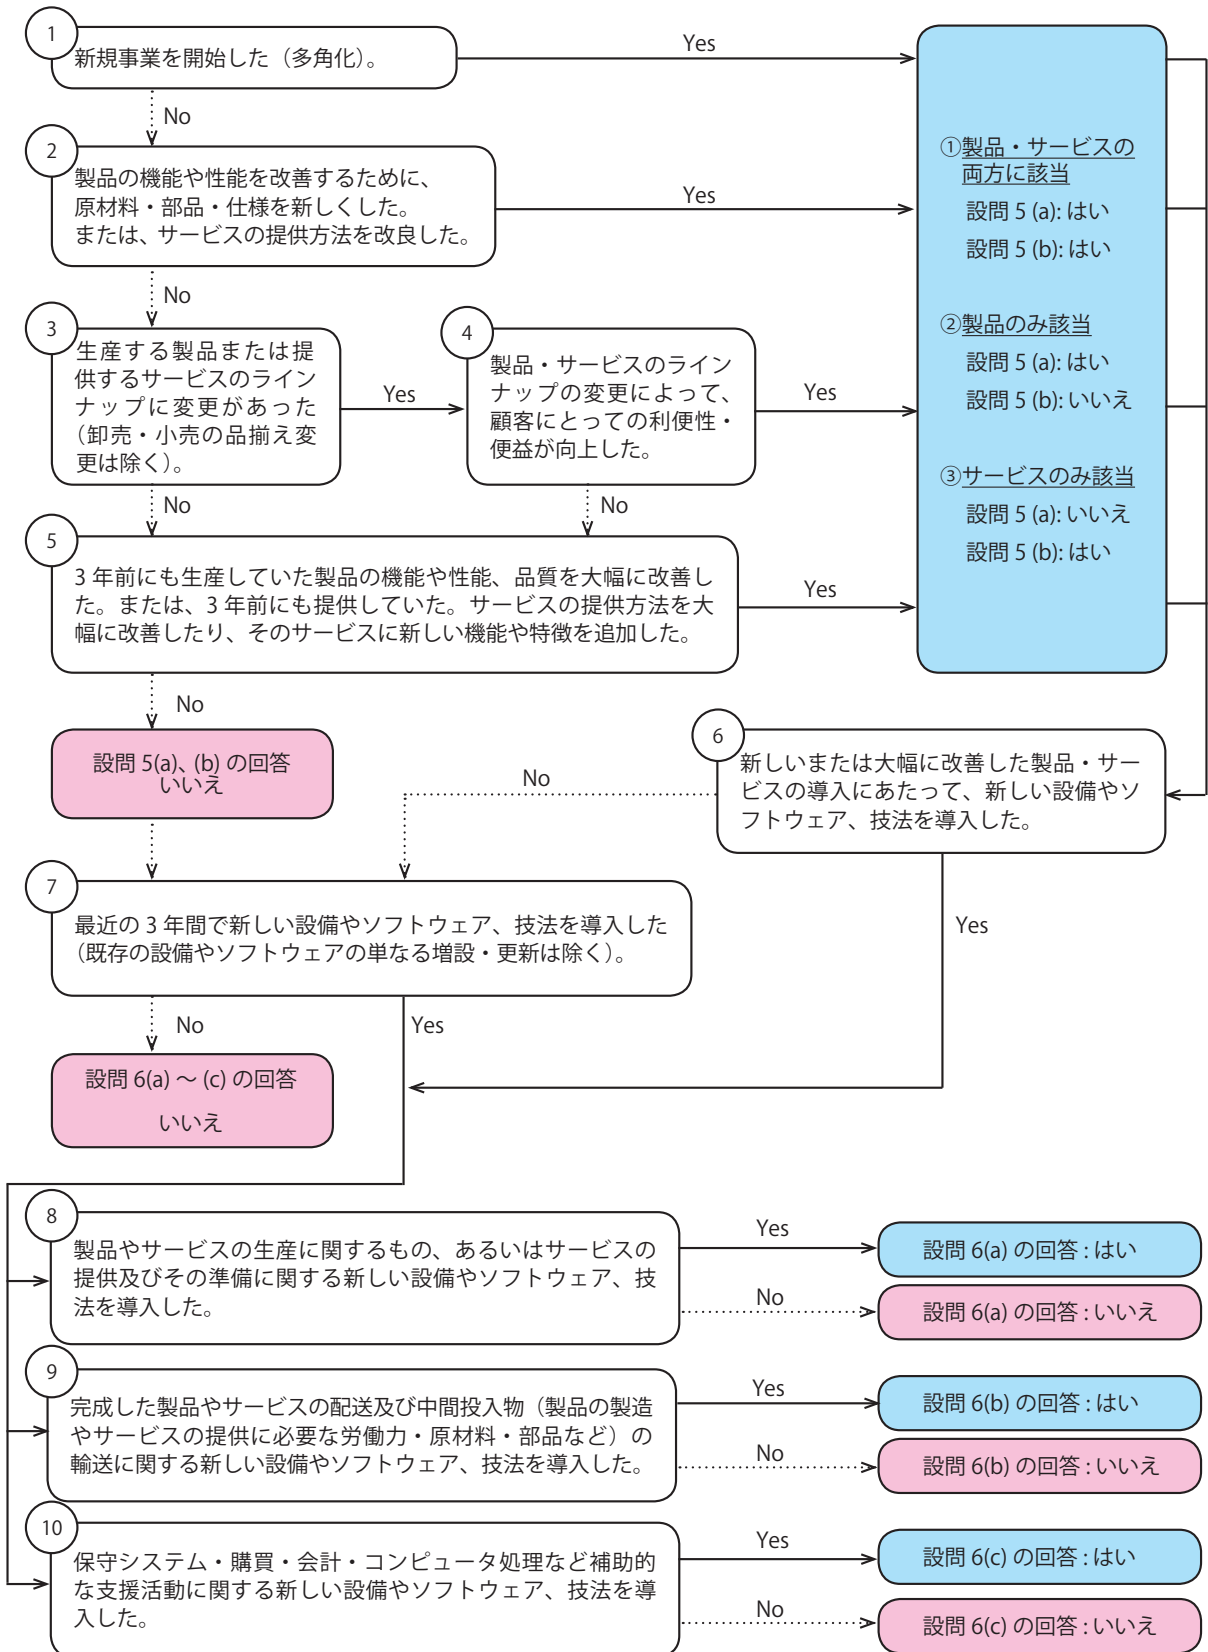 1
新規事業を開始した（多角化）。
Yes
No
2
製品の機能や性能を改善するために、
原材料・部品・仕様を新しくした。
または、サービスの提供方法を改良した。
Yes
No
3
生産する製品または提
供するサービスのライン
ナップに変更があった
（卸売・小売の品揃え変
更は除く）。
Yes
No
4
製品・サービスのライン
ナップの変更によって、
顧客にとっての利便性・
便益が向上した。
Yes
No
①製品・サービスの
両方に該当
設問 5 (a): はい
設問 5 (b): はい
②製品のみ該当
設問 5 (a): はい
設問 5 (b): いいえ
③サービスのみ該当
設問 5 (a): いいえ
設問 5 (b): はい
5
3 年前にも生産していた製品の機能や性能、品質を大幅に改善し
た。または、3 年前にも提供していた。サービスの提供方法を大
幅に改善したり、そのサービスに新しい機能や特徴を追加した。
Yes
No
設問 5(a)、(b) の回答
いいえ
6
新しいまたは大幅に改善した製品・サー
ビスの導入にあたって、新しい設備やソ
フトウェア、技法を導入した。
No
Yes
7
最近の 3 年間で新しい設備やソフトウェア、技法を導入した
（既存の設備やソフトウェアの単なる増設・更新は除く）。
No
Yes
設問 6(a) ～ (c) の回答
いいえ
8
製品やサービスの生産に関するもの、あるいはサービスの
提供及びその準備に関する新しい設備やソフトウェア、技
法を導入した。
Yes
設問 6(a) の回答 : はい
No
設問 6(a) の回答 : いいえ
9
完成した製品やサービスの配送及び中間投入物（製品の製造
やサービスの提供に必要な労働力・原材料・部品など）の
輸送に関する新しい設備やソフトウェア、技法を導入した。
Yes
設問 6(b) の回答 : はい
No
設問 6(b) の回答 : いいえ
10
保守システム・購買・会計・コンピュータ処理など補助的
な支援活動に関する新しい設備やソフトウェア、技法を導
入した。
Yes
設問 6(c) の回答 : はい
No
設問 6(c) の回答 : いいえ